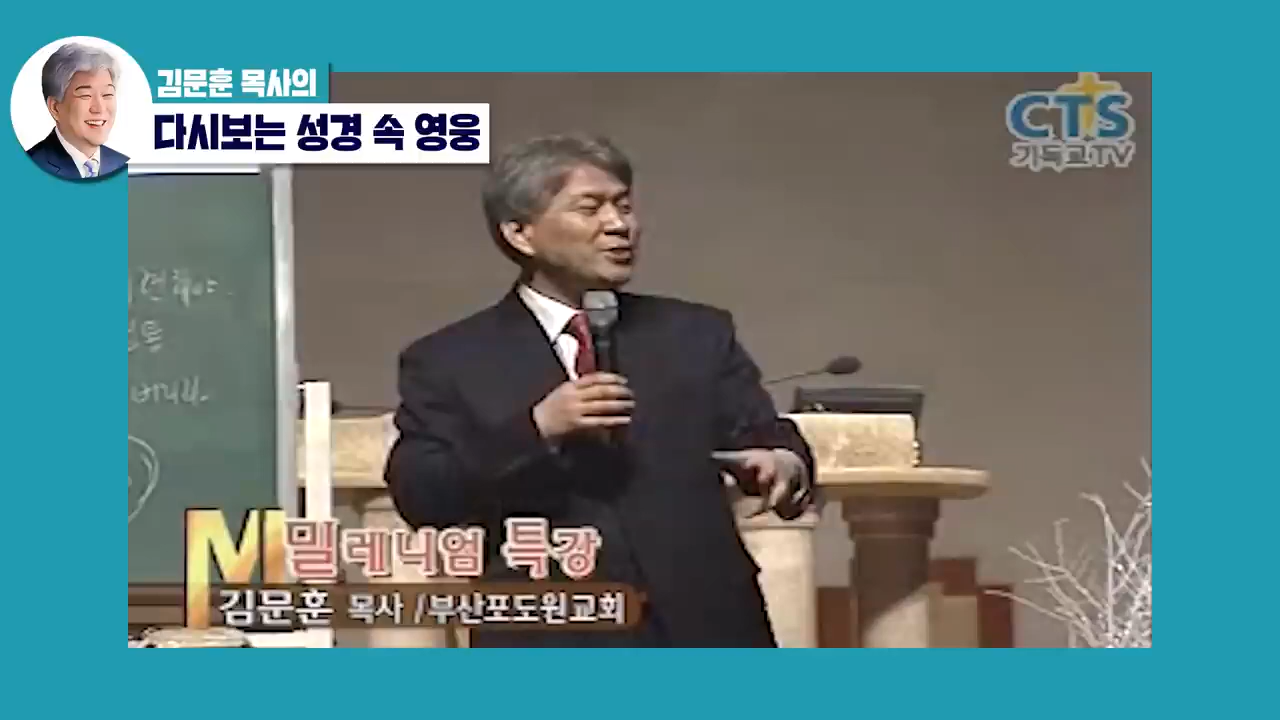 김문훈 목사의
다시보는 성경 속 영웅
CTS
기독교TV
M 밀레니엄 특강
김문훈 목사 / 부산포도원교회